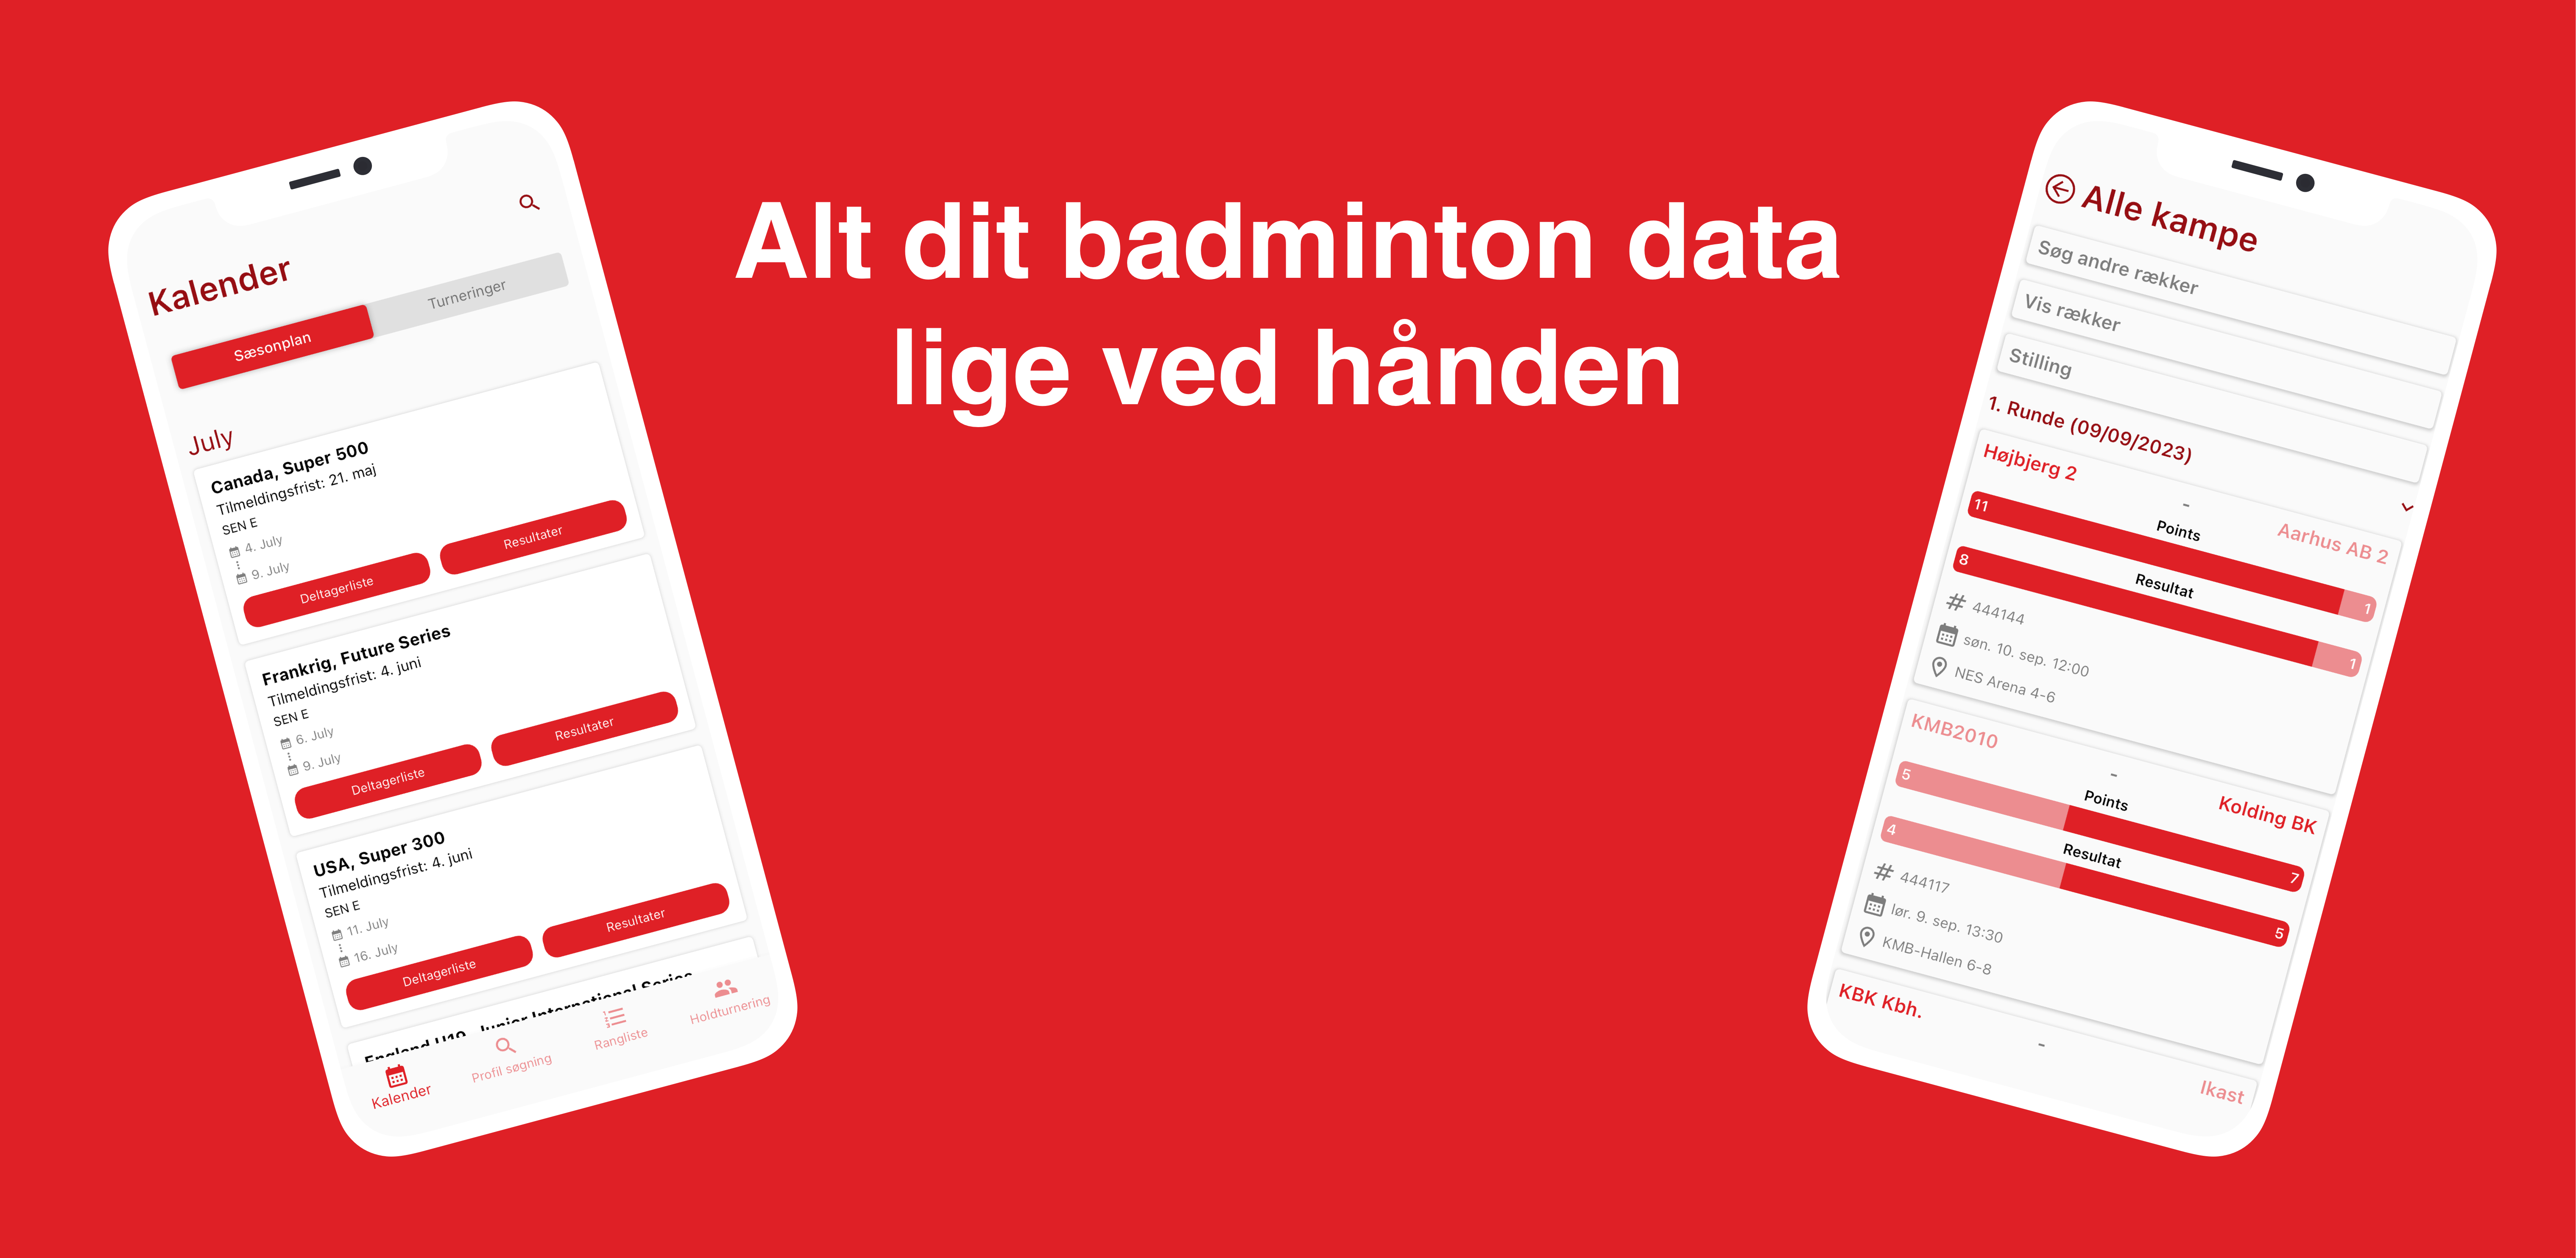 Alt dit badminton data
lige ved hånden
Kalender
Sæsonplan
Turneringer
July
Canada, Super 500
Tilmeldingsfrist: 21. maj
SEN E
4. July
9. July
Deltagerliste
Resultater
Frankrig, Future Series
Tilmeldingsfrist: 4. juni
SEN E
6. July
9. July
Deltagerliste
Resultater
USA, Super 300
Tilmeldingsfrist: 4. juni
SEN E
11. July
16. July
Deltagerliste
Resultater
England U19, Junior International Series
Kalender
Profil søgning
Rangliste
Holdturnering
Alle kampe
Søg andre rækker
Vis rækker
Stilling
1. Runde (09/09/2023)
Højbjerg 2
-
Aarhus AB 2
Points
11
1
Resultat
8
1
# 444144
søn. 10. sep. 12:00
NES Arena 4-6
KMB2010
-
Kolding BK
Points
5
7
Resultat
4
5
# 444117
lør. 9. sep. 13:30
KMB-Hallen 6-8
KBK Kbh.
-
Ikast